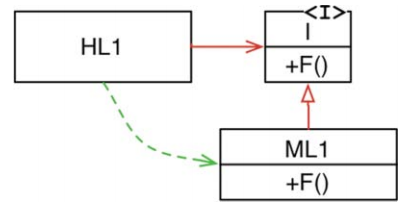 <I>
HL1
I
+F()
ML1
+F()